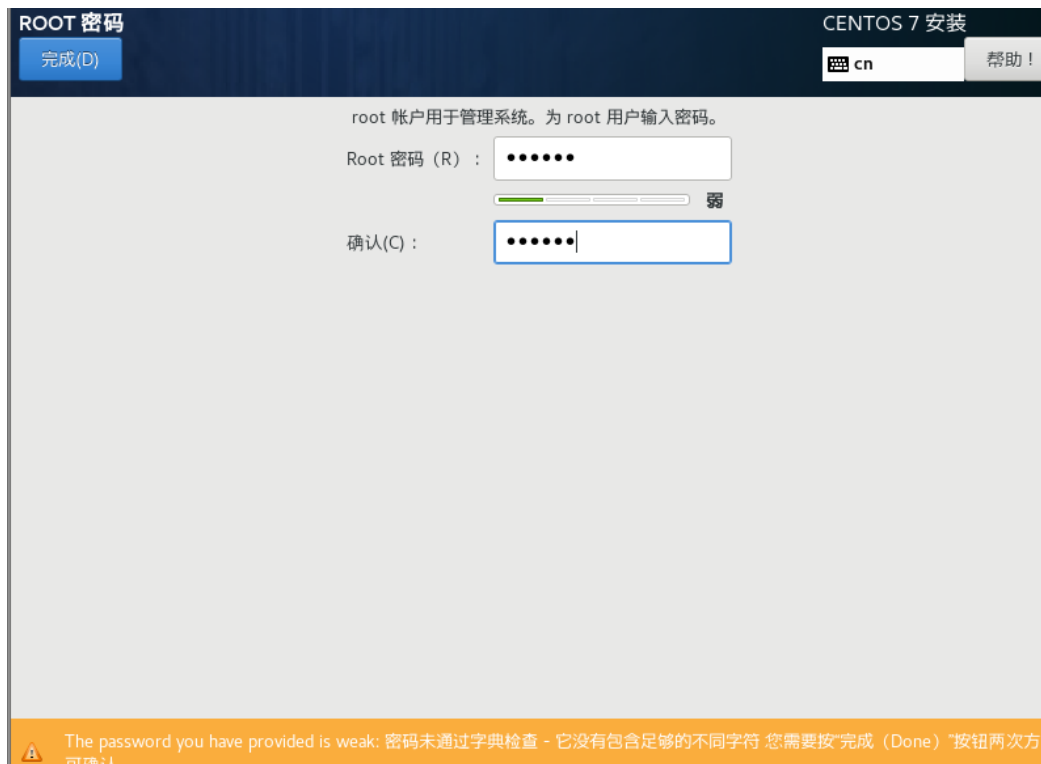 ROOT 密码
CENTOS 7 安装
完成(D)
cn
帮助！
root 帐户用于管理系统。为 root 用户输入密码。
Root 密码（R）：
●●●●●●
弱
确认(C)：
●●●●●●
The password you have provided is weak: 密码未通过字典检查 - 它没有包含足够的不同字符 您需要按“完成（Done）”按钮两次方
可确认